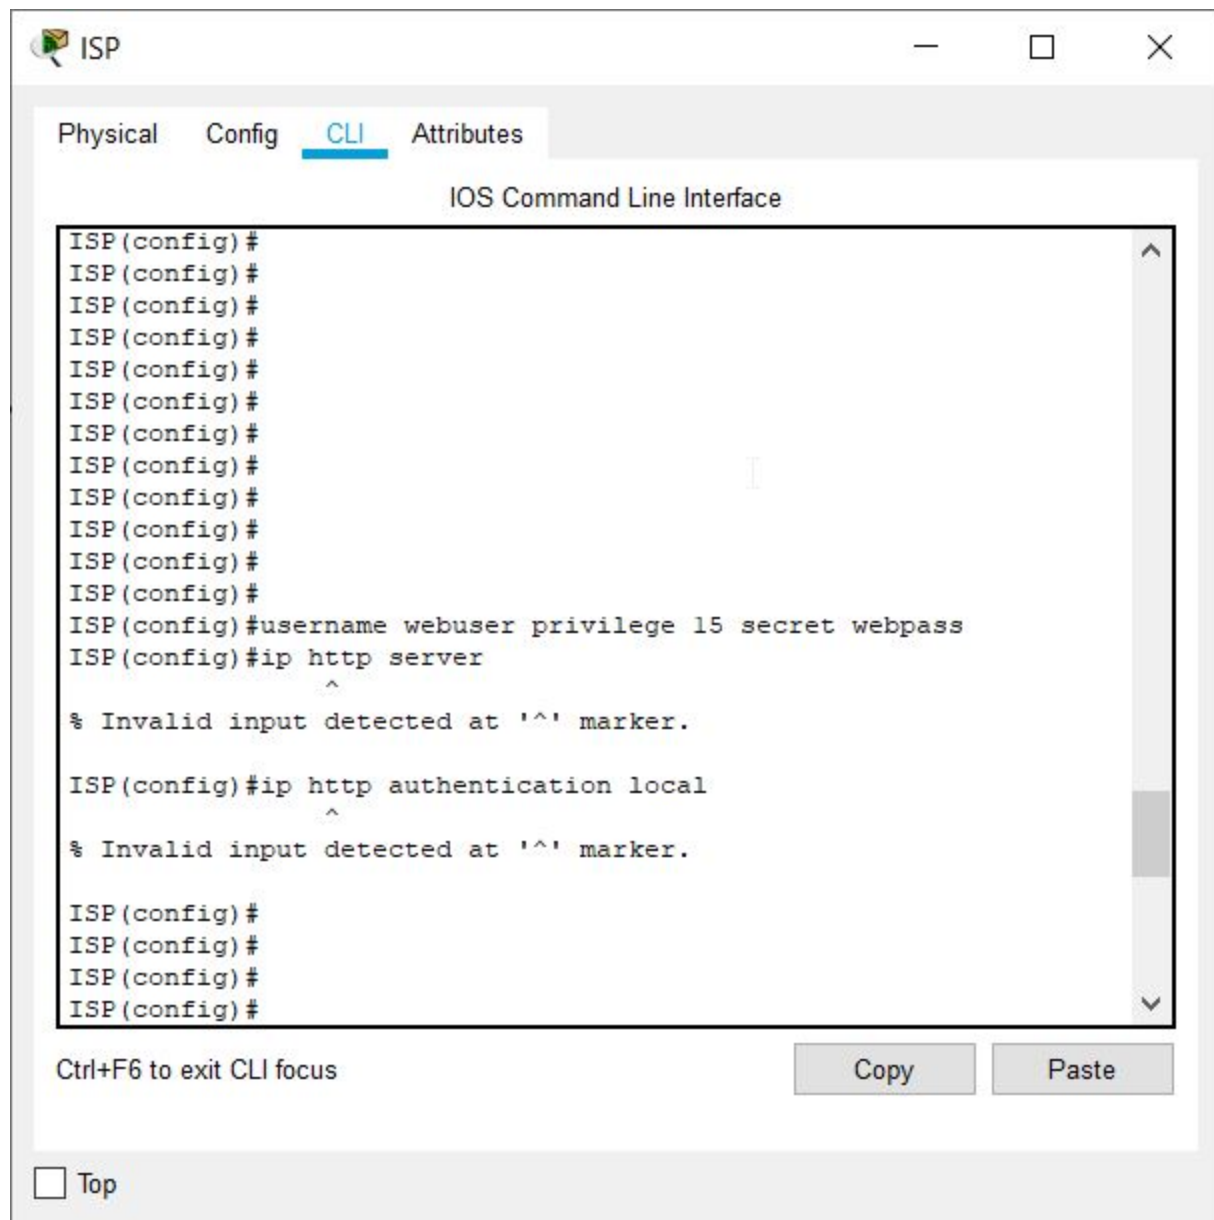 ISP
Physical Config CLI Attributes
IOS Command Line Interface
ISP(config)#
ISP(config)#
ISP(config)#
ISP(config)#
ISP(config)#
ISP(config)#
ISP(config)#
ISP(config)#
ISP(config)#
ISP(config)#
ISP(config)#
ISP(config)#
ISP(config)#username webuser privilege 15 secret webpass
ISP(config)#ip http server
^
% Invalid input detected at '^' marker.
ISP(config)#ip http authentication local
^
% Invalid input detected at '^' marker.
ISP(config)#
ISP(config)#
ISP(config)#
ISP(config)#
Ctrl+F6 to exit CLI focus
Copy Paste
Top